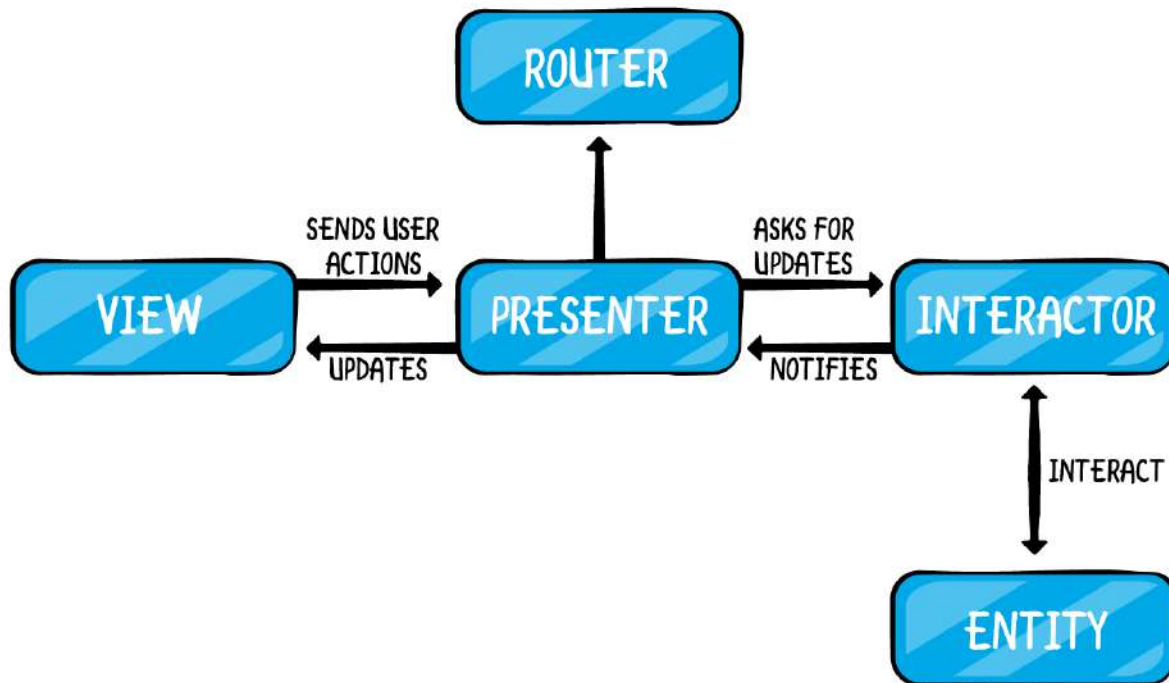 ROUTER
SENDS USER
ACTIONS
ASKS FOR
UPDATES
VIEW
PRESENTER
INTERACTOR
UPDATES
NOTIFIES
INTERACT
ENTITY